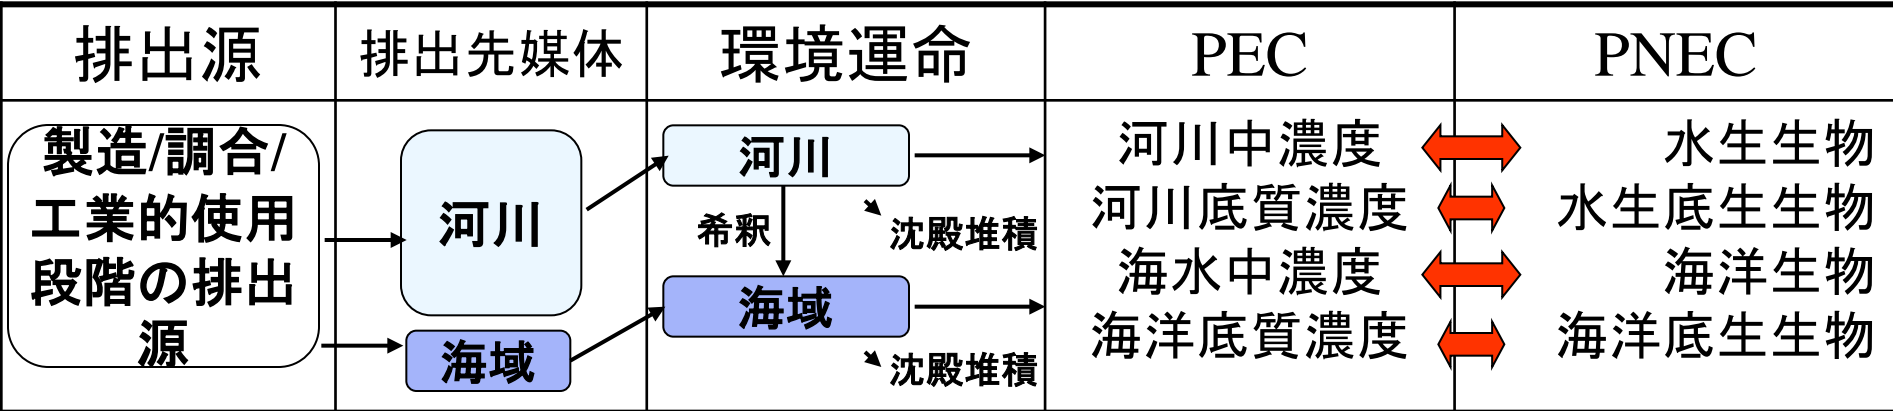 排出源
排出先媒体
環境運命
PEC
PNEC
製造/調合/
工業的使用
段階の排出
源
河川
海域
河川
希釈
沈殿堆積
海域
沈殿堆積
河川中濃度
河川底質濃度
海水中濃度
海洋底質濃度
水生生物
水生底生生物
海洋生物
海洋底生生物